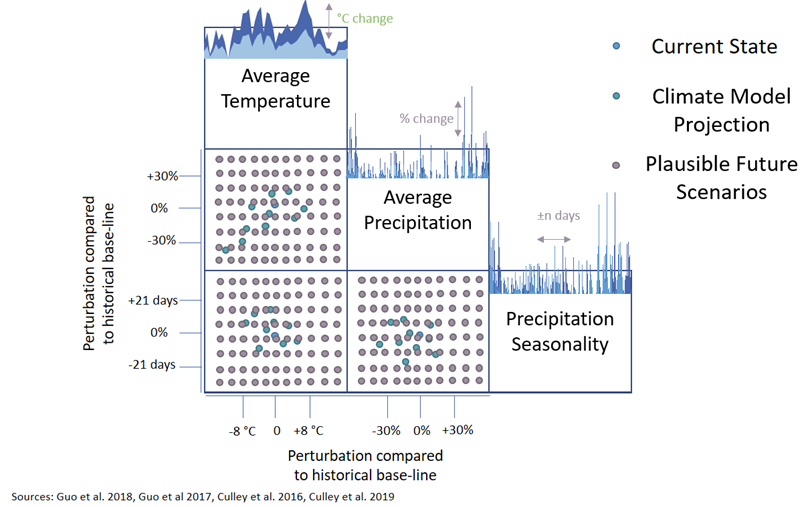 °C change
Current State
Average
Temperature
Climate Model
Projection
% change
Plausible Future
Scenarios
+30%
0%
-30%
Average
Precipitation
±n days
Perturbation compared
to historical base-line
+21 days
0%
-21 days
Precipitation
Seasonality
-8 °C
0
+8 °C
-30%
0%
+30%
Perturbation compared
to historical base-line
Sources: Guo et al. 2018, Guo et al 2017, Culley et al. 2016, Culley et al. 2019